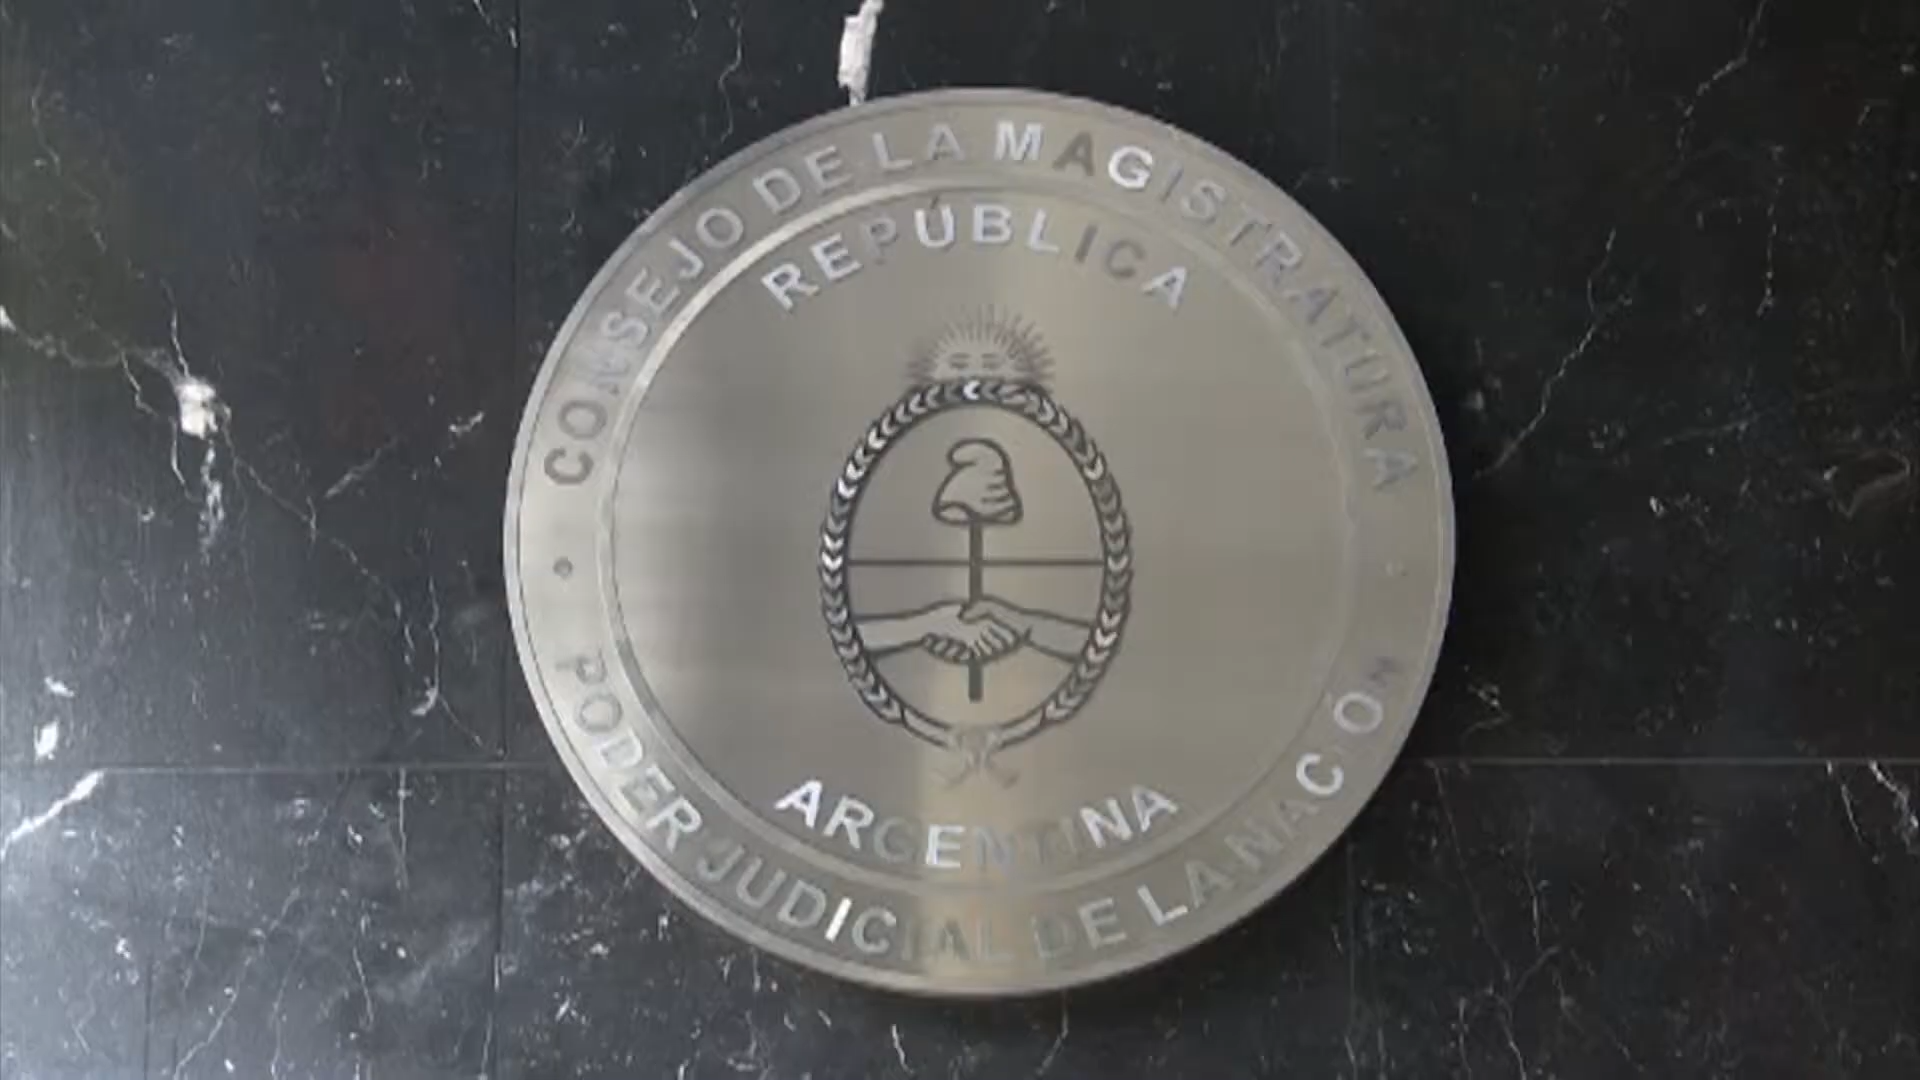 CONSEJO DE LA MAGISTRATURA
REPÚBLICA
ARGENTINA
PODER JUDICIAL DE LA NACIÓN